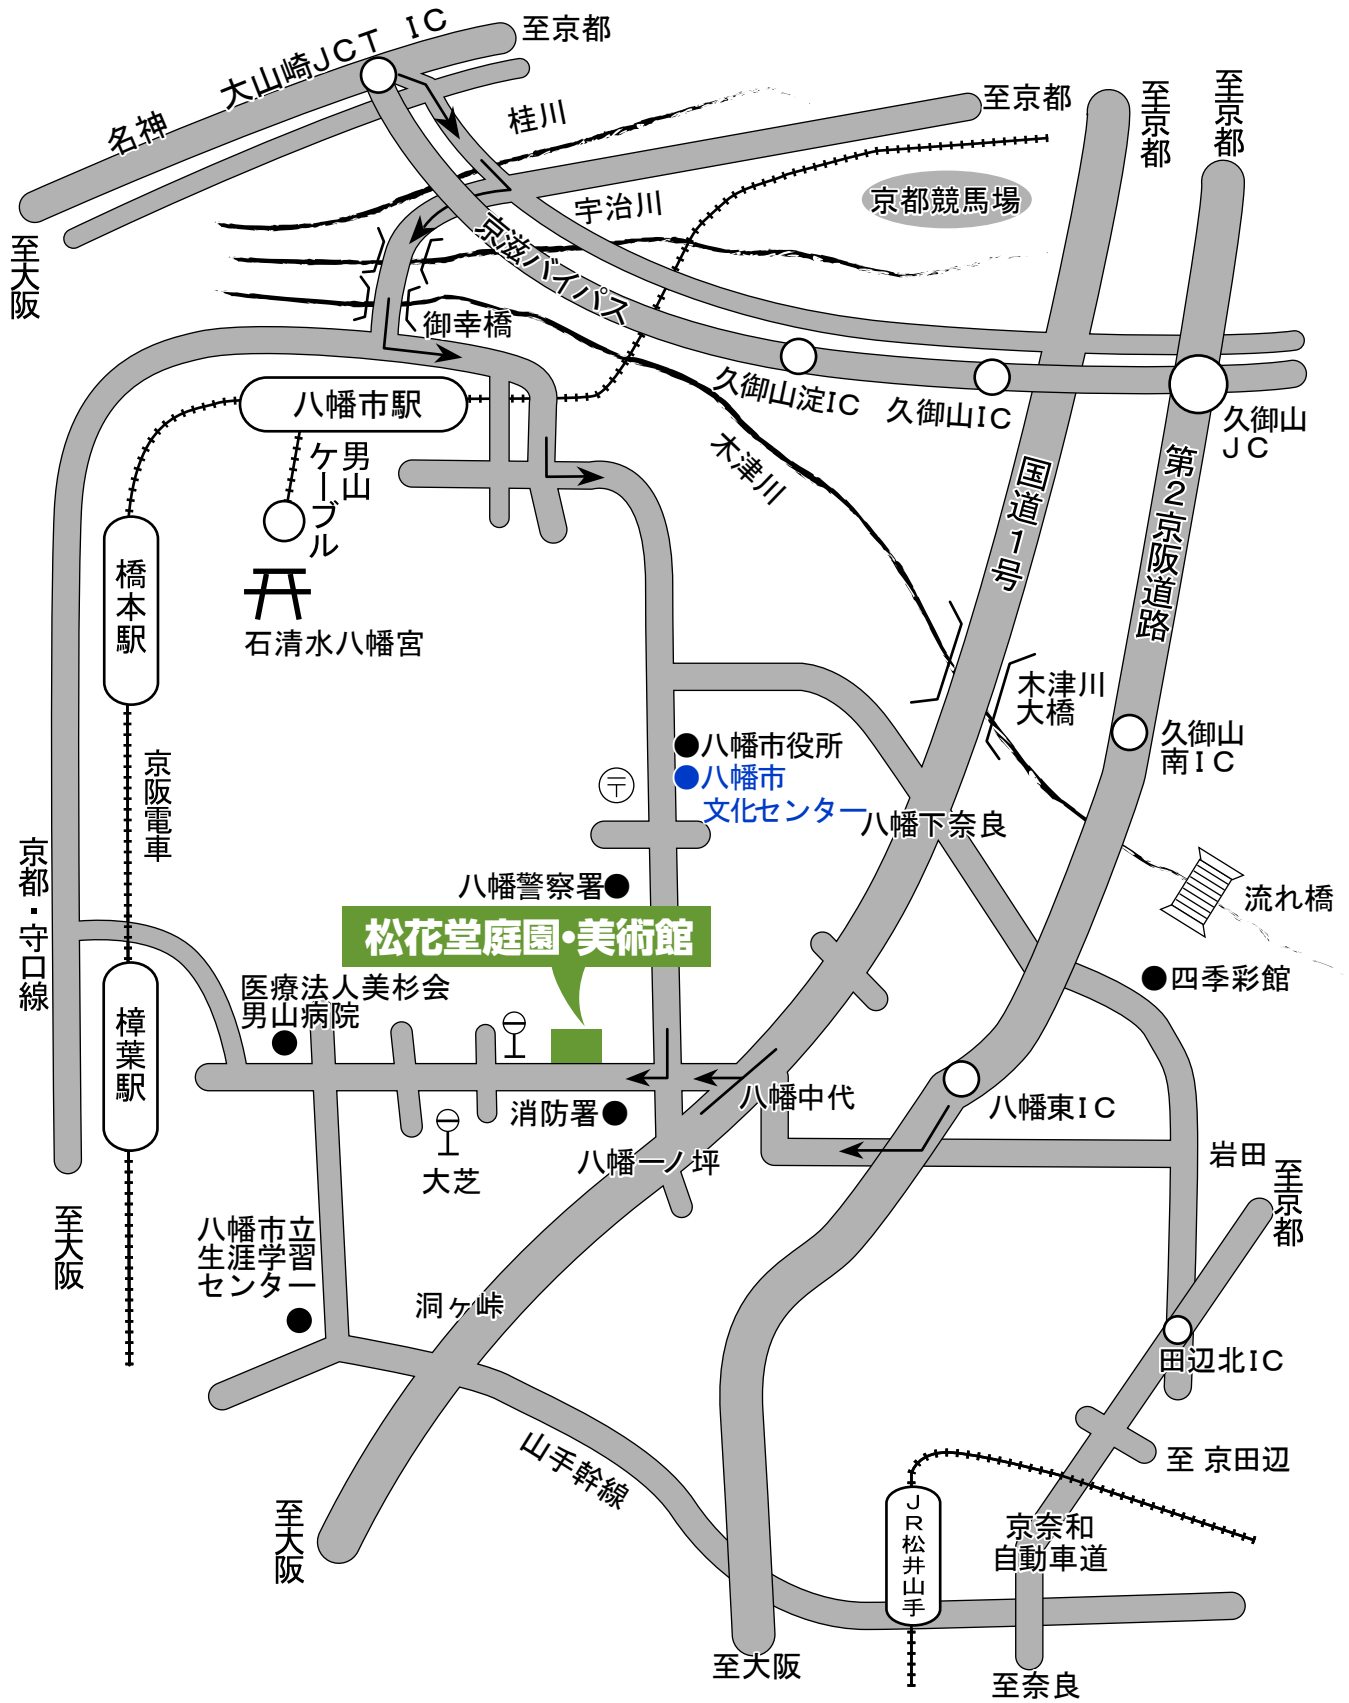 至京都
大山崎JCT IC
名神
至大阪
桂川
至京都
至京都
至京都
宇治川
京都競馬場
京滋バイパス
御幸橋
八幡市駅
久御山淀IC
久御山IC
久御山
JC
男山
ケーブル
木津川
国道1号
第2京阪道路
橋本駅
石清水八幡宮
木津川
大橋
久御山
南IC
京阪電車
八幡市役所
八幡市
文化センター
〒
八幡下奈良
京都・守口線
八幡警察署
流れ橋
松花堂庭園・美術館
四季彩館
医療法人美杉会
男山病院
樟葉駅
八幡中代
八幡東IC
消防署
大芝
八幡一ノ坪
岩田
至京都
至大阪
八幡市立
生涯学習
センター
洞ヶ峠
田辺北IC
山手幹線
至 京田辺
至大阪
JR松井山手
京奈和
自動車道
至大阪
至奈良